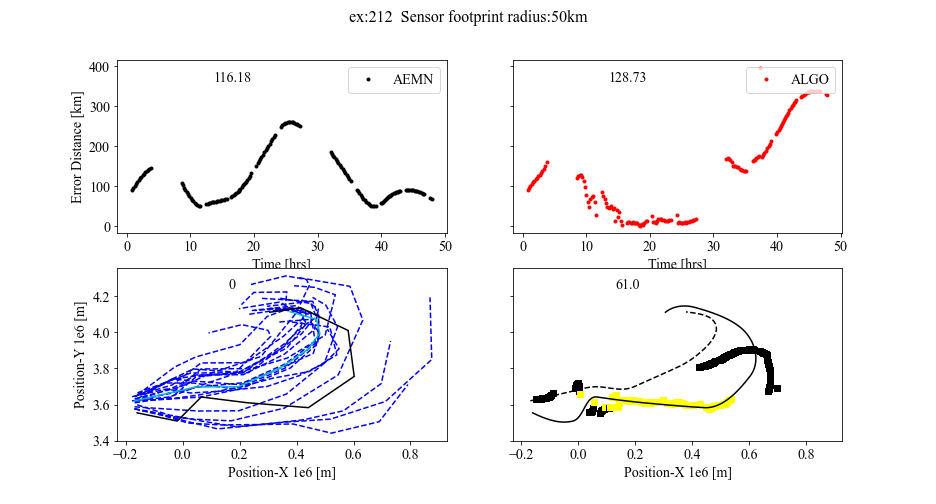 ex:212 Sensor footprint radius:50km
116.18
AEMN
400
300
200
100
0
Error Distance [km]
0 10 20 30 40 50
Time [hrs]
128.73
ALGO
0 10 20 30 40 50
Time [hrs]
0
4.2
4.0
3.8
3.6
3.4
Position-Y 1e6 [m]
−0.2 0.0 0.2 0.4 0.6 0.8
Position-X 1e6 [m]
61.0
−0.2 0.0 0.2 0.4 0.6 0.8
Position-X 1e6 [m]